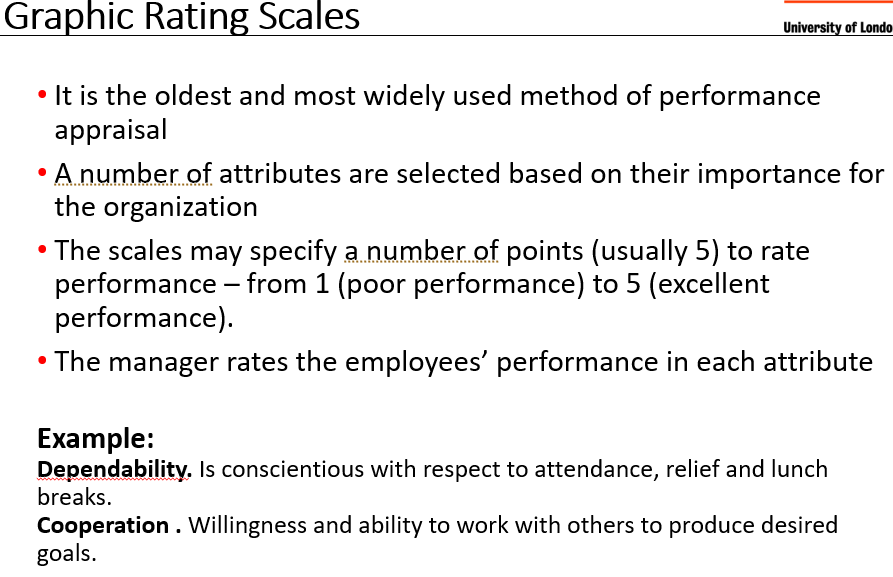 Graphic Rating Scales
University of Londo
• It is the oldest and most widely used method of performance
appraisal
• A number of attributes are selected based on their importance for
the organization
• The scales may specify a number of points (usually 5) to rate
performance – from 1 (poor performance) to 5 (excellent
performance).
• The manager rates the employees’ performance in each attribute
Example:
Dependability. Is conscientious with respect to attendance, relief and lunch
breaks.
Cooperation . Willingness and ability to work with others to produce desired
goals.